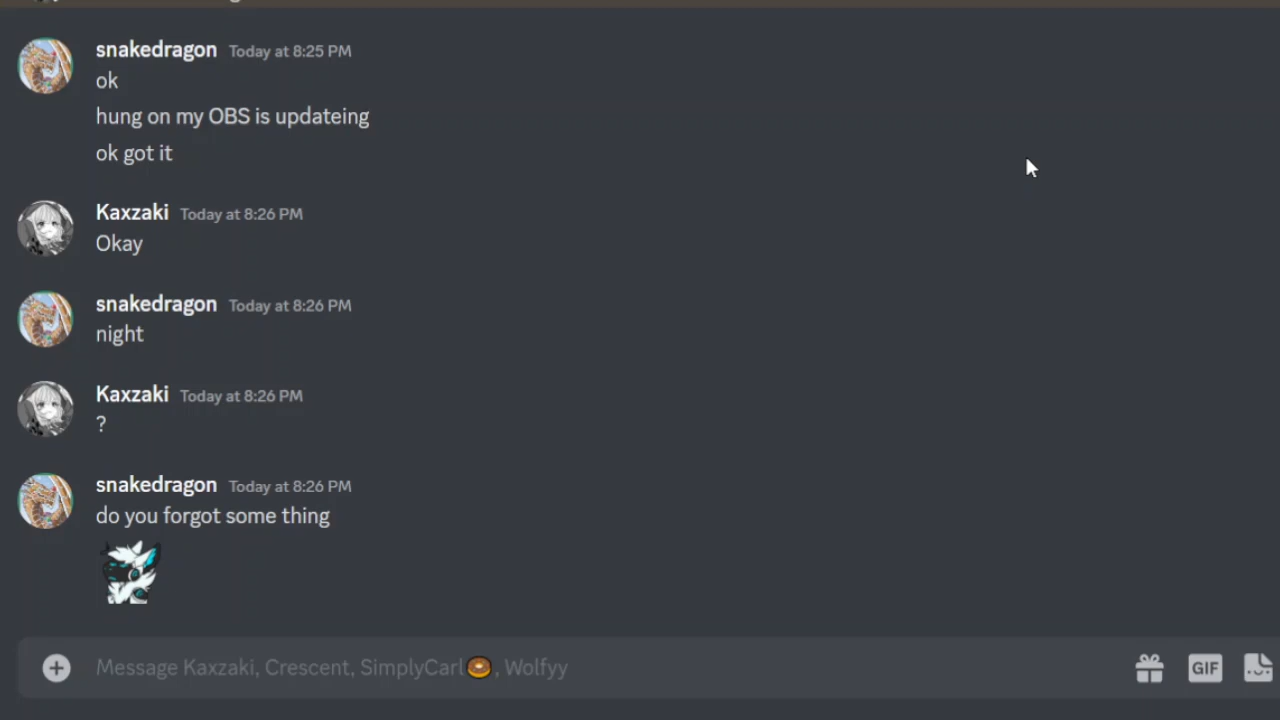 snakedragon Today at 8:25 PM
ok
hung on my OBS is updateing
ok got it
Kaxzaki Today at 8:26 PM
Okay
snakedragon Today at 8:26 PM
night
Kaxzaki Today at 8:26 PM
?
snakedragon Today at 8:26 PM
do you forgot some thing
Message Kaxzaki, Crescent, SimplyCarl🍩, Wolfyy
GIF